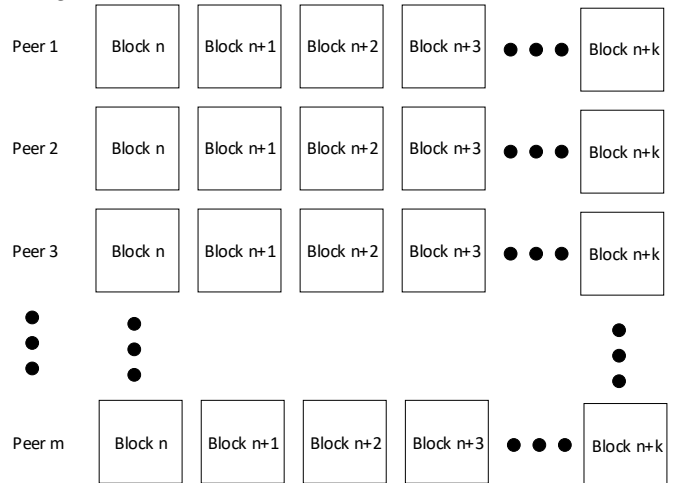 Peer 1 Block n Block n+1 Block n+2 Block n+3 Block n+k
Peer 2 Block n Block n+1 Block n+2 Block n+3 Block n+k
Peer 3 Block n Block n+1 Block n+2 Block n+3 Block n+k
Peer m Block n Block n+1 Block n+2 Block n+3 Block n+k